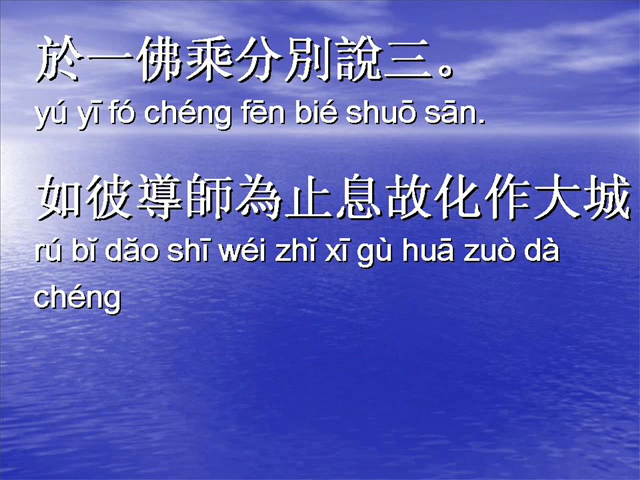 於一佛乘分別說三。
yú yī fó chéng fēn bié shuō sān.
如彼導師為止息故化作大城
rú bǐ dǎo shī wéi zhǐ xī gù huā zuò dà
chéng